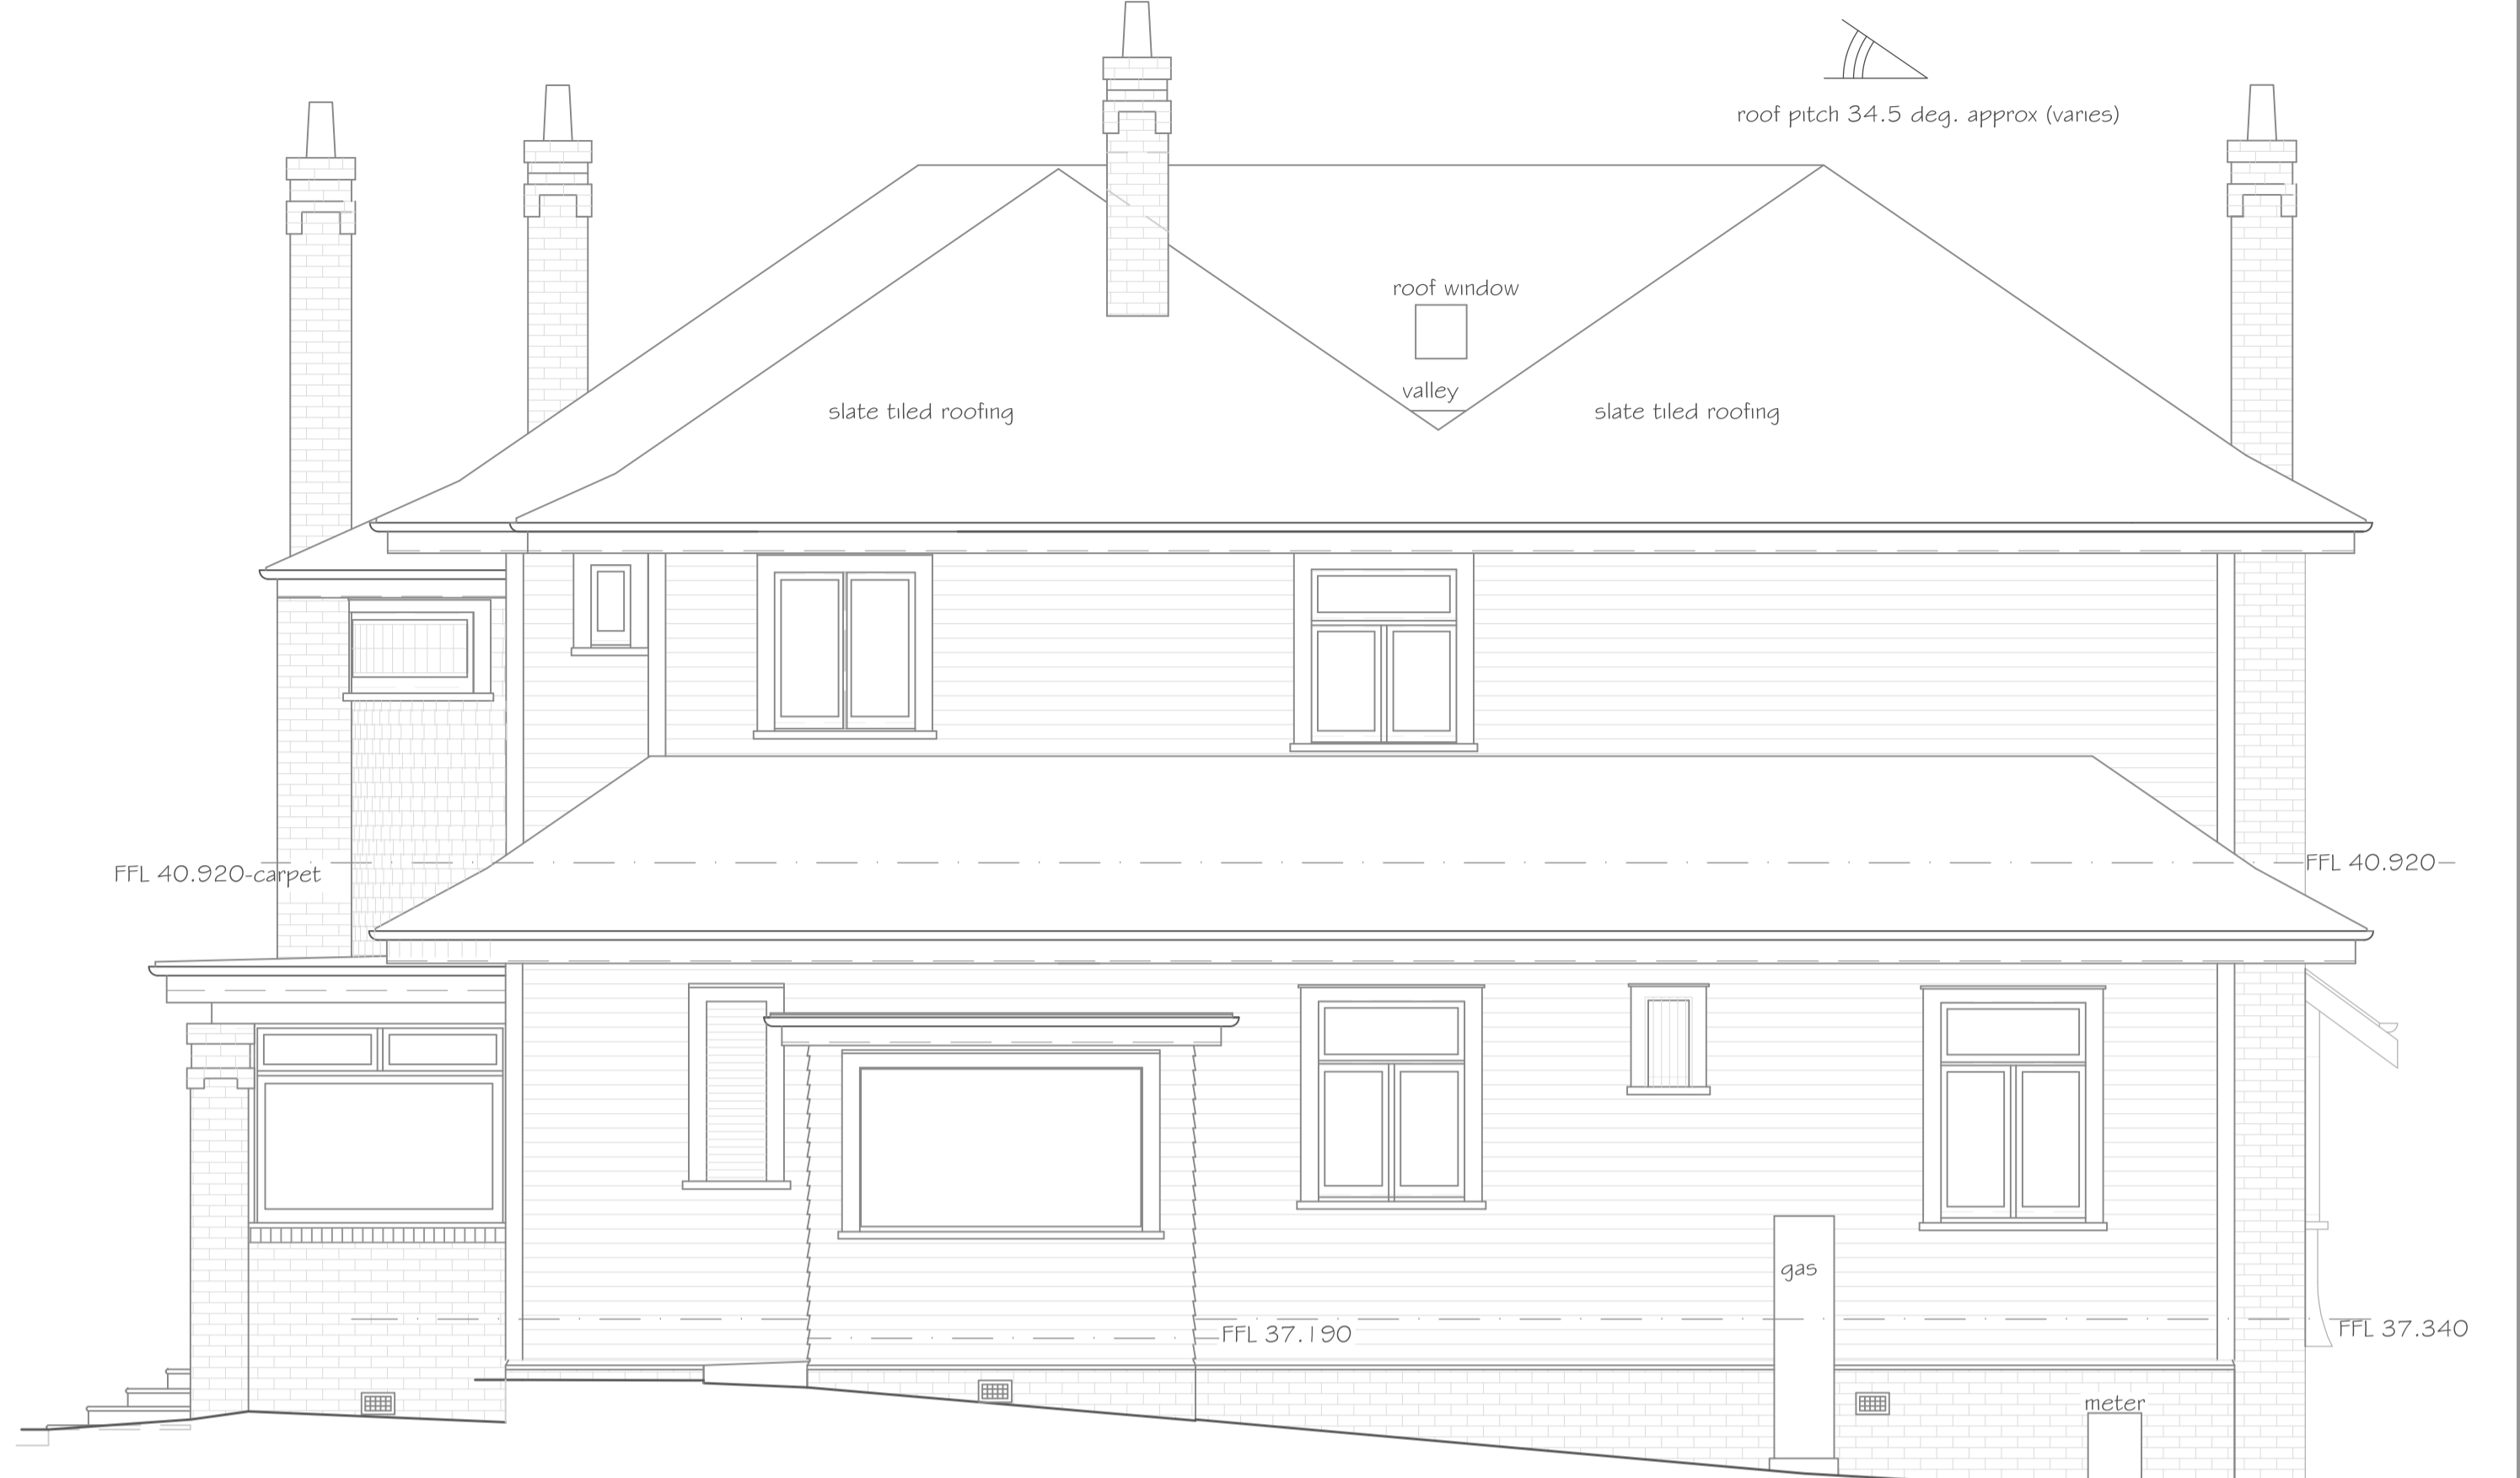 roof pitch 34.5 deg. approx (varies)
roof window
valley
slate tiled roofing
slate tiled roofing
FFL 40.920-carpet
FFL 40.920
gas
FFL 37.190
FFL 37.340
meter